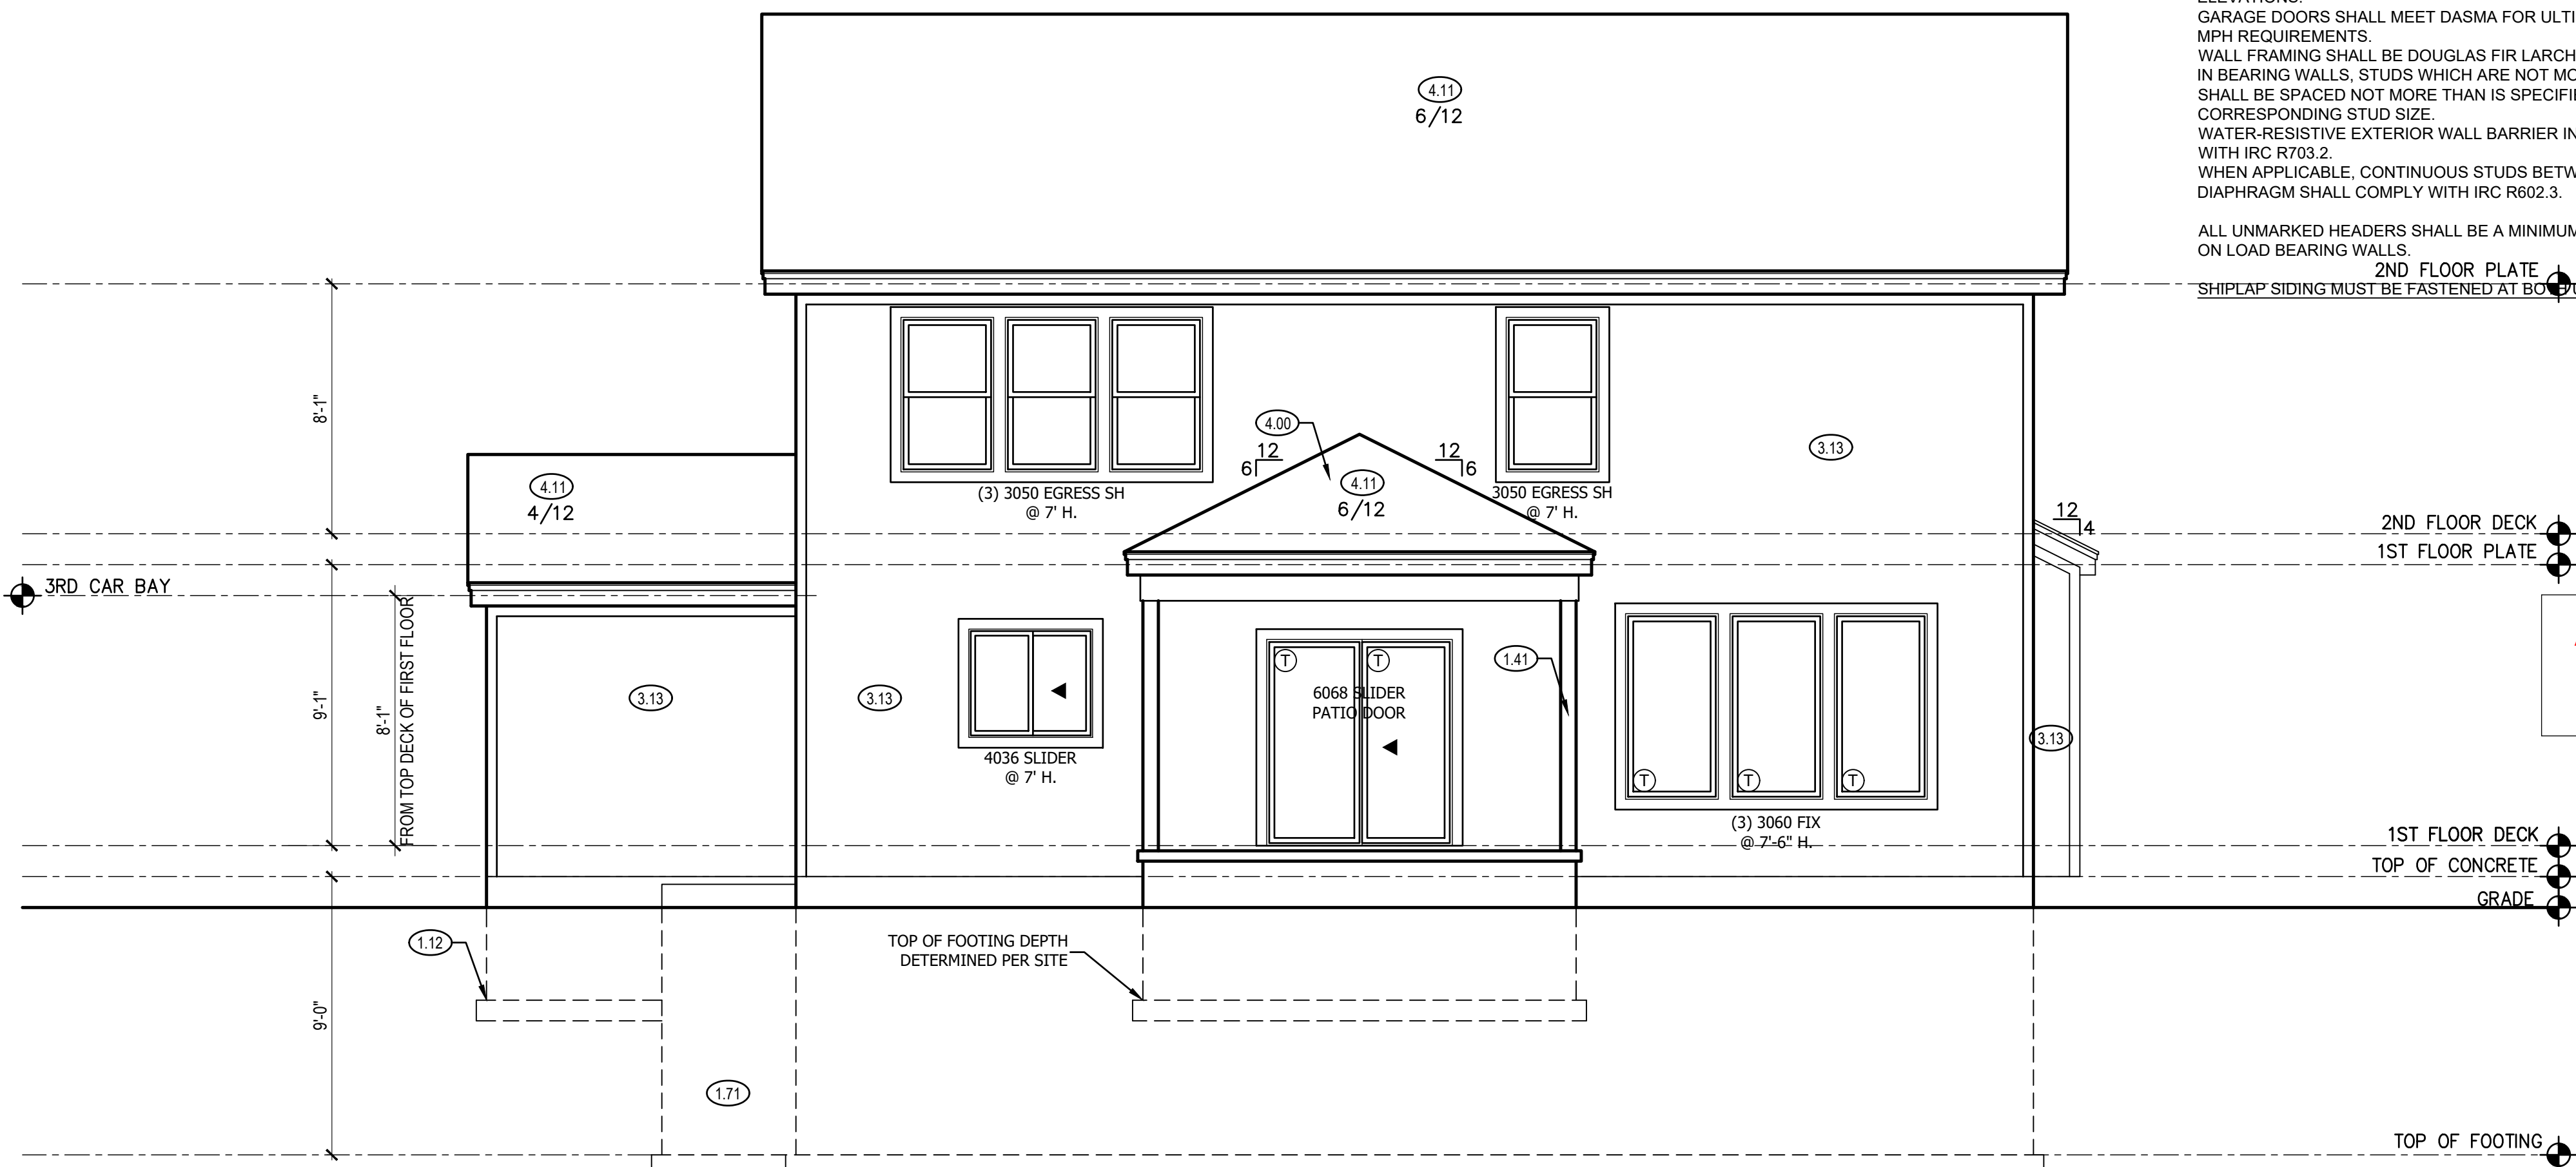 GARAGE DOORS SHALL MEET DASMA FOR
MPH REQUIREMENTS.
WALL FRAMING SHALL BE DOUGLAS FIR LARCH
IN BEARING WALLS, STUDS WHICH ARE NOT
SHALL BE SPACED NOT MORE THAN IS
CORRESPONDING STUD SIZE.
WATER-RESISTIVE EXTERIOR WALL BARRIER
WITH IRC R703.2.
WHEN APPLICABLE, CONTINUOUS STUDS
DIAPHRAGM SHALL COMPLY WITH IRC R602.3.
ALL UNMARKED HEADERS SHALL BE A MINIMUM
ON LOAD BEARING WALLS.
2ND FLOOR PLATE
SHIPLAP SIDING MUST BE FASTENED AT
4.11
6/12
8'-1"
(3) 3050 EGRESS SH
@ 7' H.
4.00
12
6
12
6
4.11
6/12
3050 EGRESS SH
@ 7' H.
3.13
4.11
4/12
12
4
2ND FLOOR DECK
1ST FLOOR PLATE
3RD CAR BAY
9'-1"
8'-1"
FROM TOP DECK OF FIRST FLOOR
3.13
3.13
4036 SLIDER
@ 7' H.
T
T
6068 SLIDER
PATIO DOOR
1.41
T
T
T
(3) 3060 FIX
@ 7'-6" H.
3.13
1ST FLOOR DECK
TOP OF CONCRETE
GRADE
1.12
TOP OF FOOTING DEPTH
DETERMINED PER SITE
9'-0"
1.71
TOP OF FOOTING